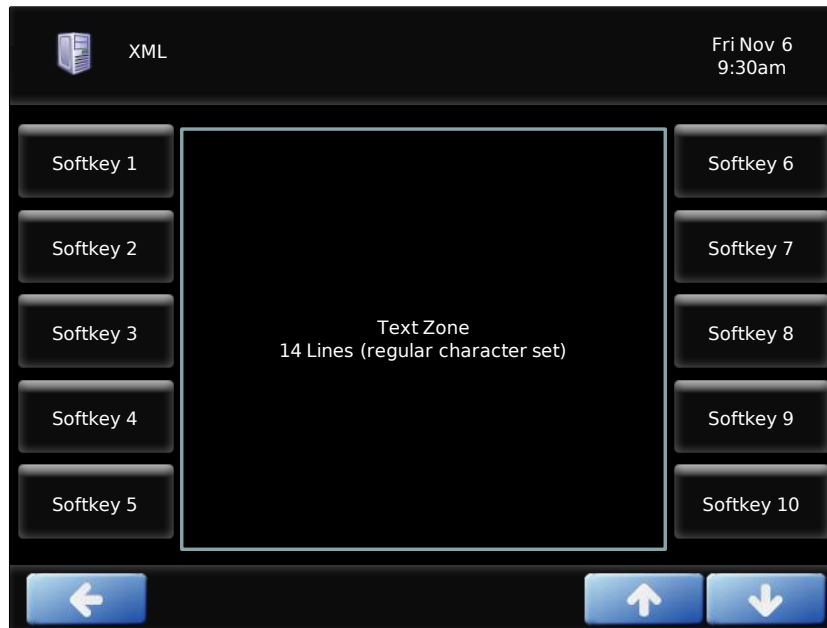 XML
Fri Nov 6
9:30am
Softkey 1
Softkey 2
Softkey 3
Softkey 4
Softkey 5
Text Zone
14 Lines (regular character set)
Softkey 6
Softkey 7
Softkey 8
Softkey 9
Softkey 10